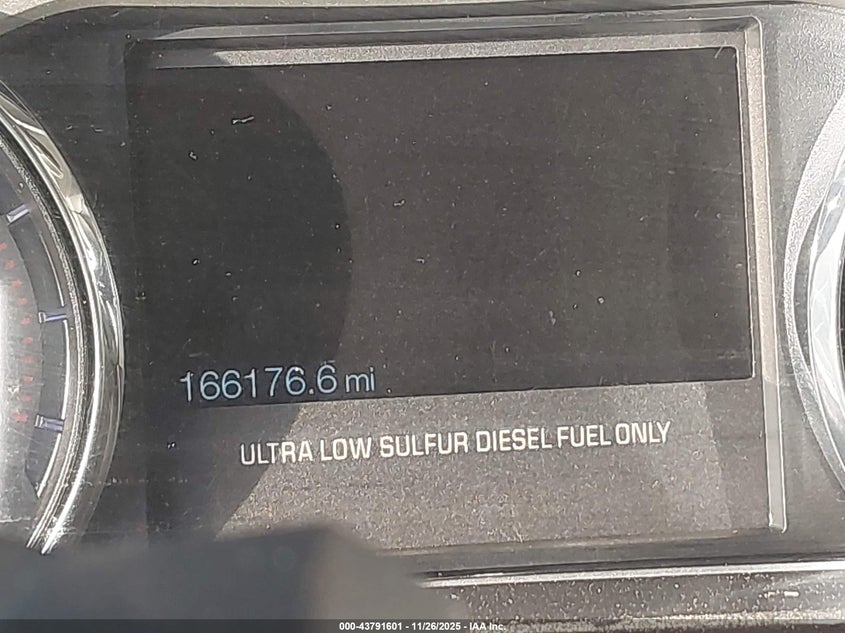 166176.6 mi
ULTRA LOW SULFUR DIESEL FUEL ONLY
000-43791601 - 11/26/2025 - IAA Inc.